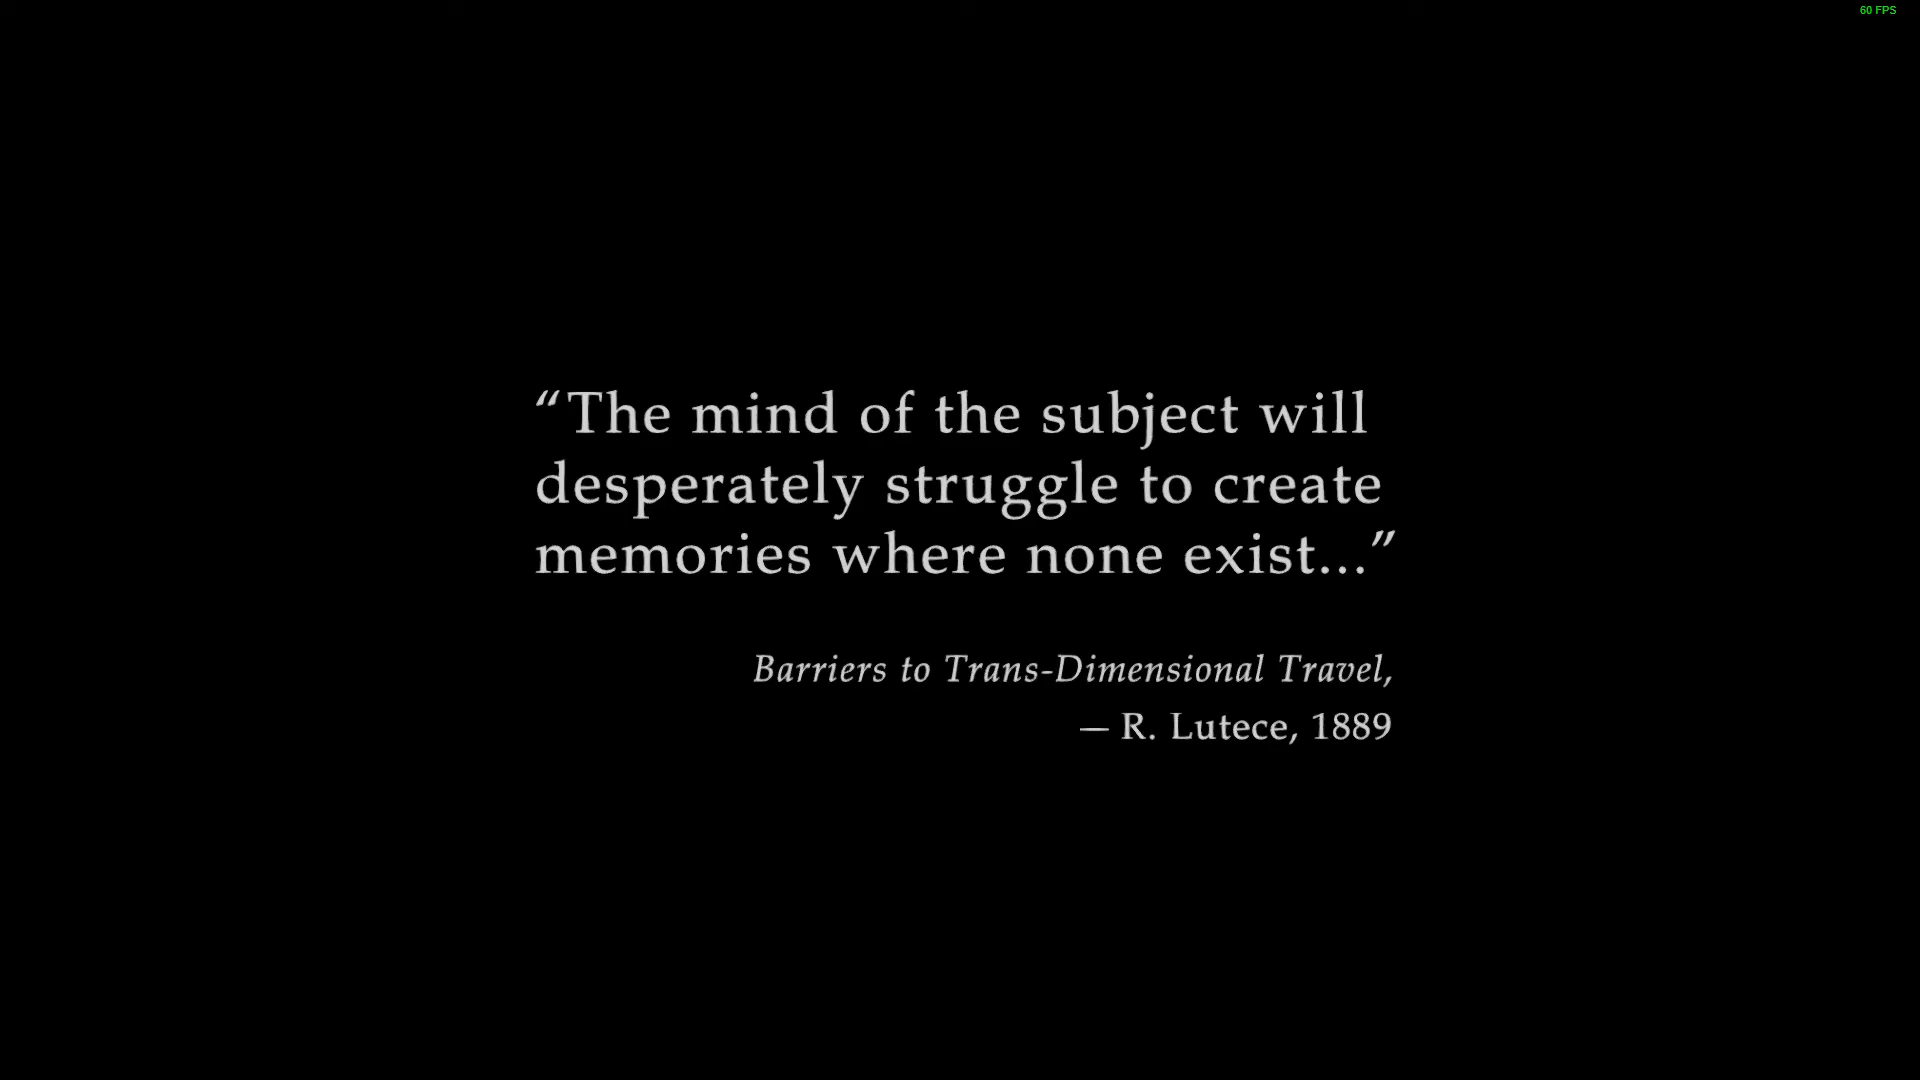 60 FPS
“The mind of the subject will
desperately struggle to create
memories where none exist...”
Barriers to Trans-Dimensional Travel,
— R. Lutece, 1889